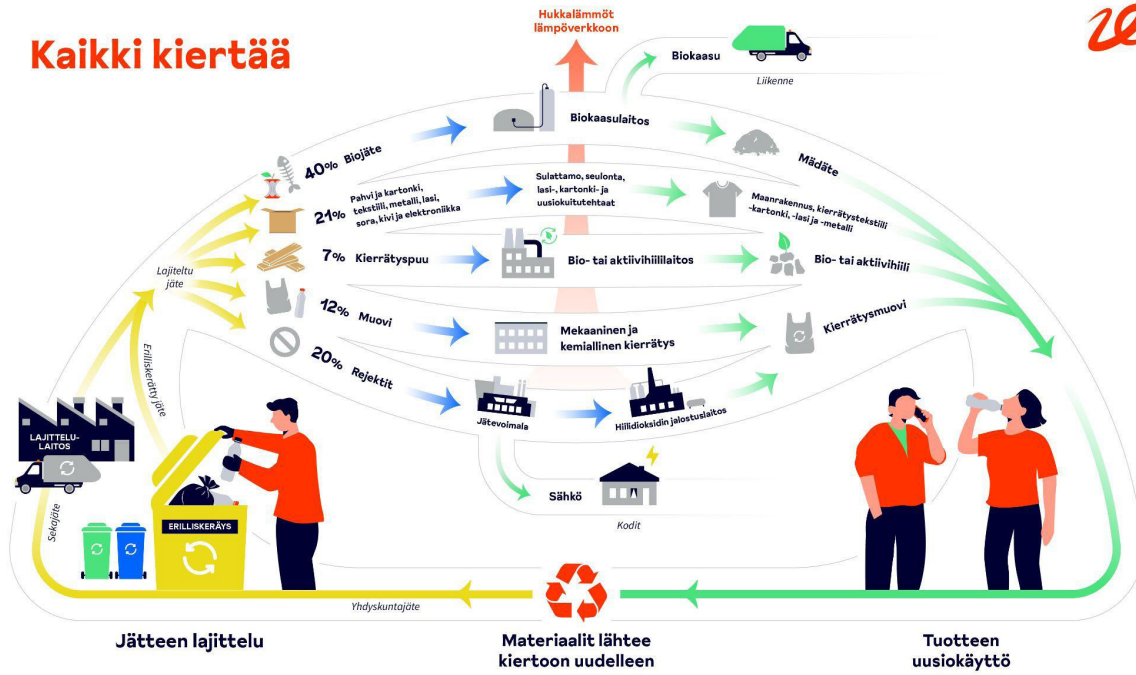 Kaikki kiertää
Hukkalämmöt
lämpöverkkoon
Biokaasu
Liikenne
40% Biojäte
Biokaasulaitos
Mädäte
21% Pahvi ja kartonki,
tekstiili, metalli, lasi,
sora, kivi ja elektroniikka
Sulattamo, seulonta,
lasi-, kartonki- ja
uusiokuitutehtaat
Maanrakennus, kierrätystekstiili
-kartonki, -lasi ja -metalli
Lajiteltu
jäte
7% Kierrätyspuu
Bio- tai aktiivihiililaitos
Bio- tai aktivihiili
12% Muovi
Mekaaninen ja
kemiallinen kierrätys
Kierrätysmuovi
20% Rejektit
Jätevoimala
Hiilidioksidin jalostuslaitos
Erilliskerätty jäte
LAJITTELU-
LAITOS
Sekajäte
ERILLISKERÄYS
Sähkö
Kodit
Yhdyskuntajäte
Jätteen lajittelu
Materiaalit lähtee
kiertoon uudelleen
Tuotteen
uusiokäyttö